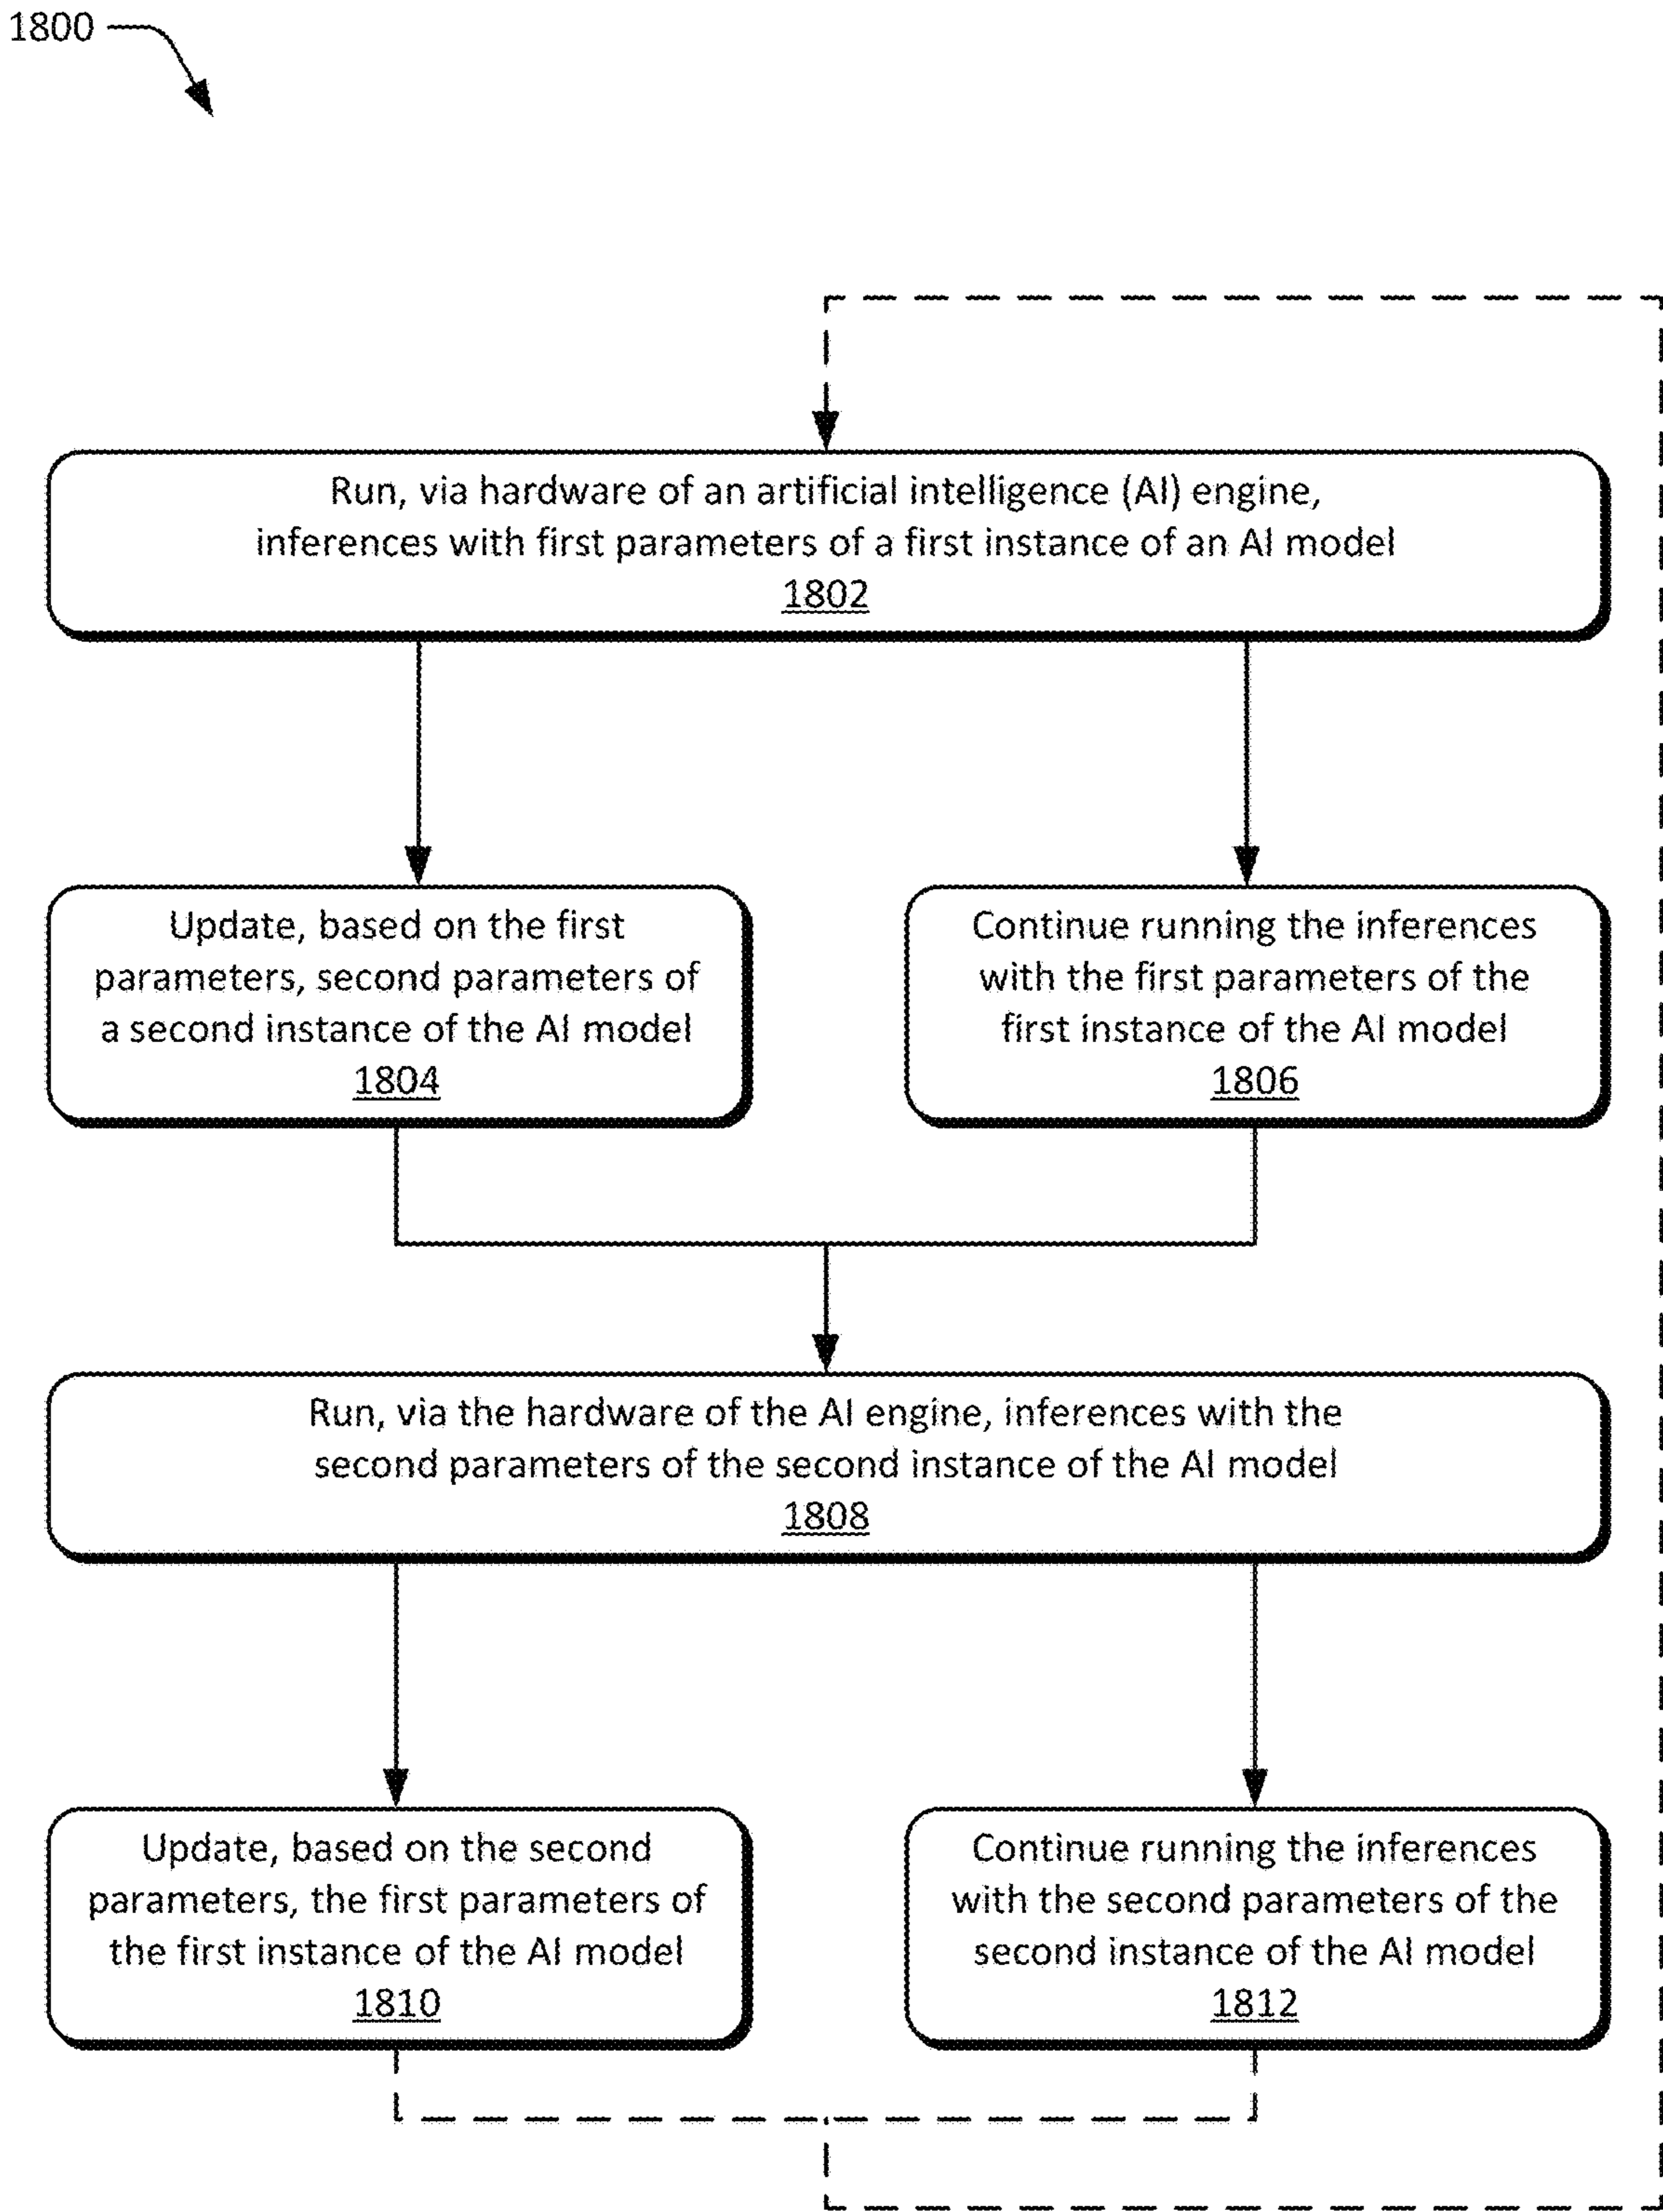 1800
Run, via hardware of an artificial intelligence (AI) engine,
inferences with first parameters of a first instance of an AI model
1802
Update, based on the first
parameters, second parameters of
a second instance of the AI model
1804
Continue running the inferences
with the first parameters of the
first instance of the AI model
1806
Run, via the hardware of the AI engine, inferences with the
second parameters of the second instance of the AI model
1808
Update, based on the second
parameters, the first parameters of
the first instance of the AI model
1810
Continue running the inferences
with the second parameters of the
second instance of the AI model
1812